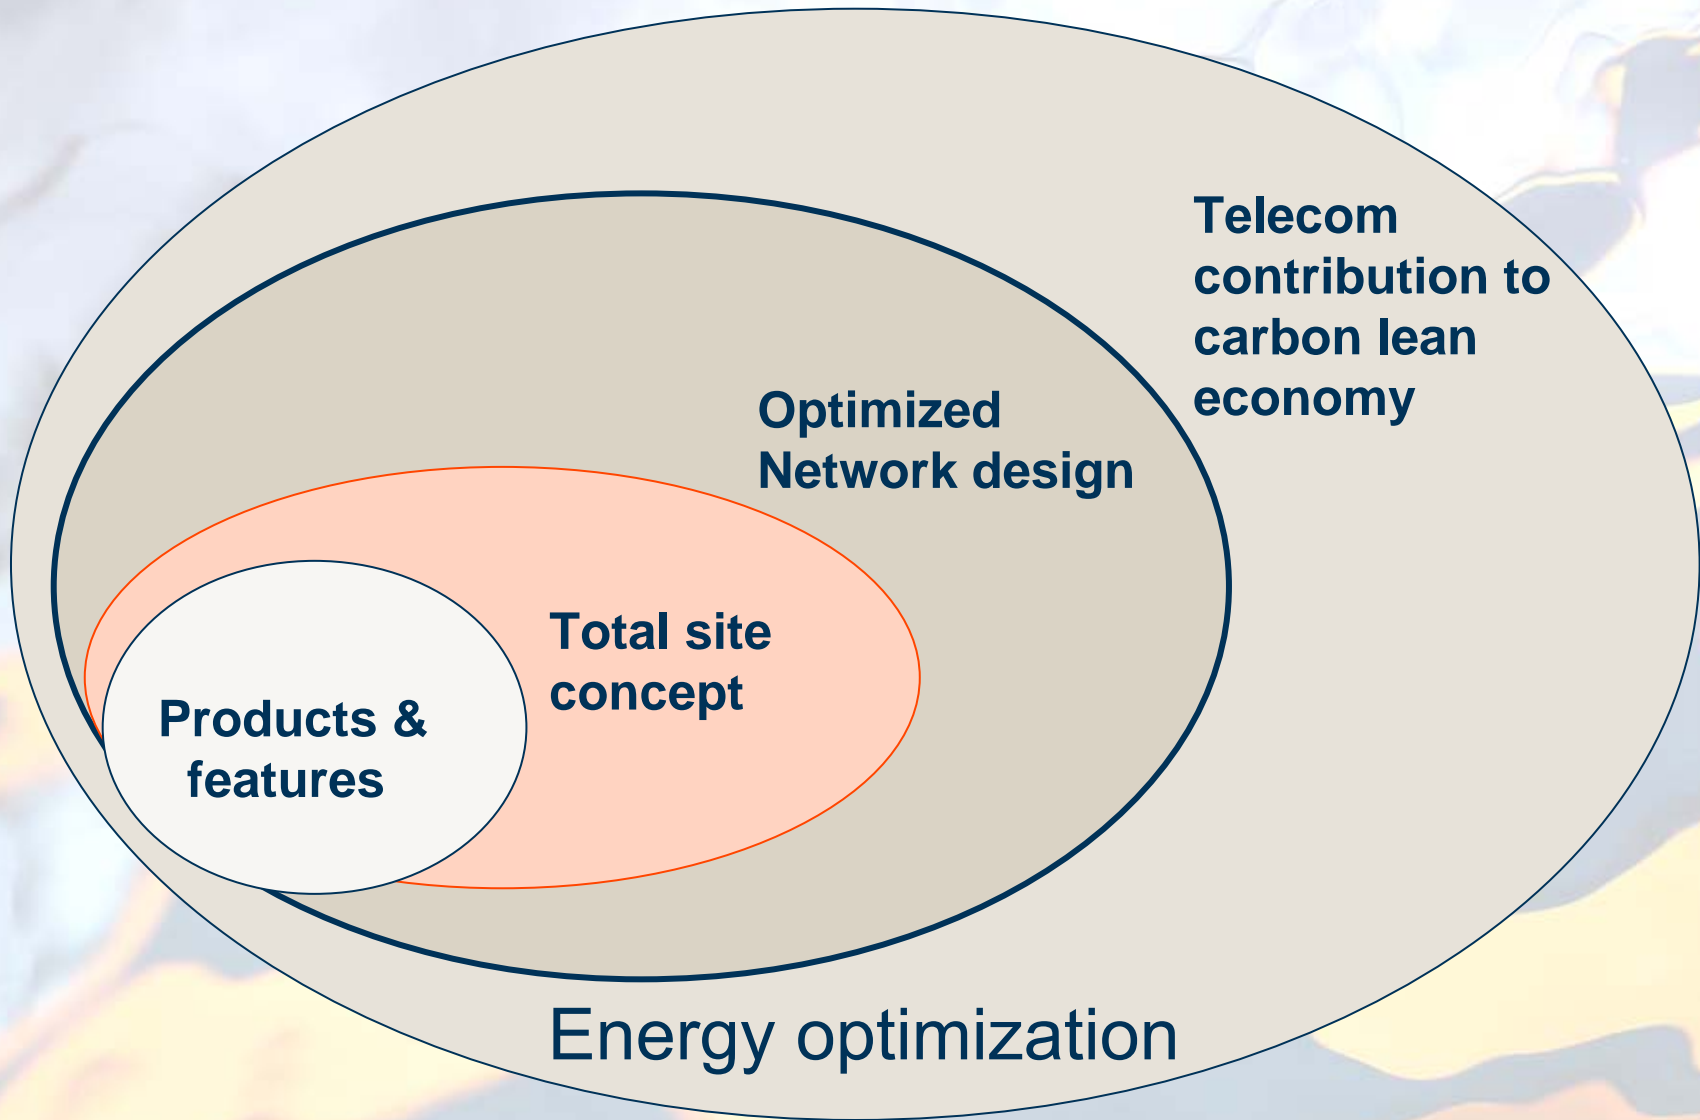 Telecom
contribution to
carbon lean
economy
Optimized
Network design
Total site
concept
Products &
features
Energy optimization